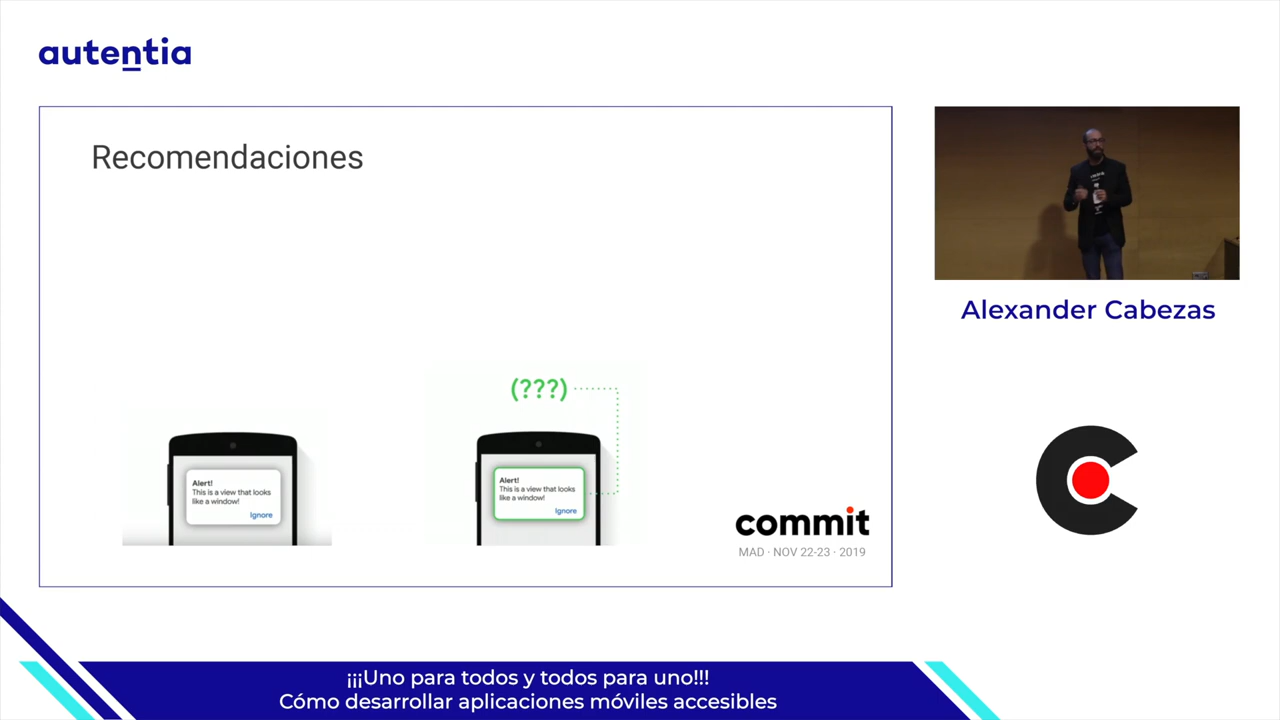 autentia
Recomendaciones
(???)
Alert!
This is a view that looks
like a window!
Ignore
Alert!
This is a view that looks
like a window!
Ignore
commit
MAD · NOV 22-23 · 2019
Alexander Cabezas
¡¡¡Uno para todos y todos para uno!!!
Cómo desarrollar aplicaciones móviles accesibles